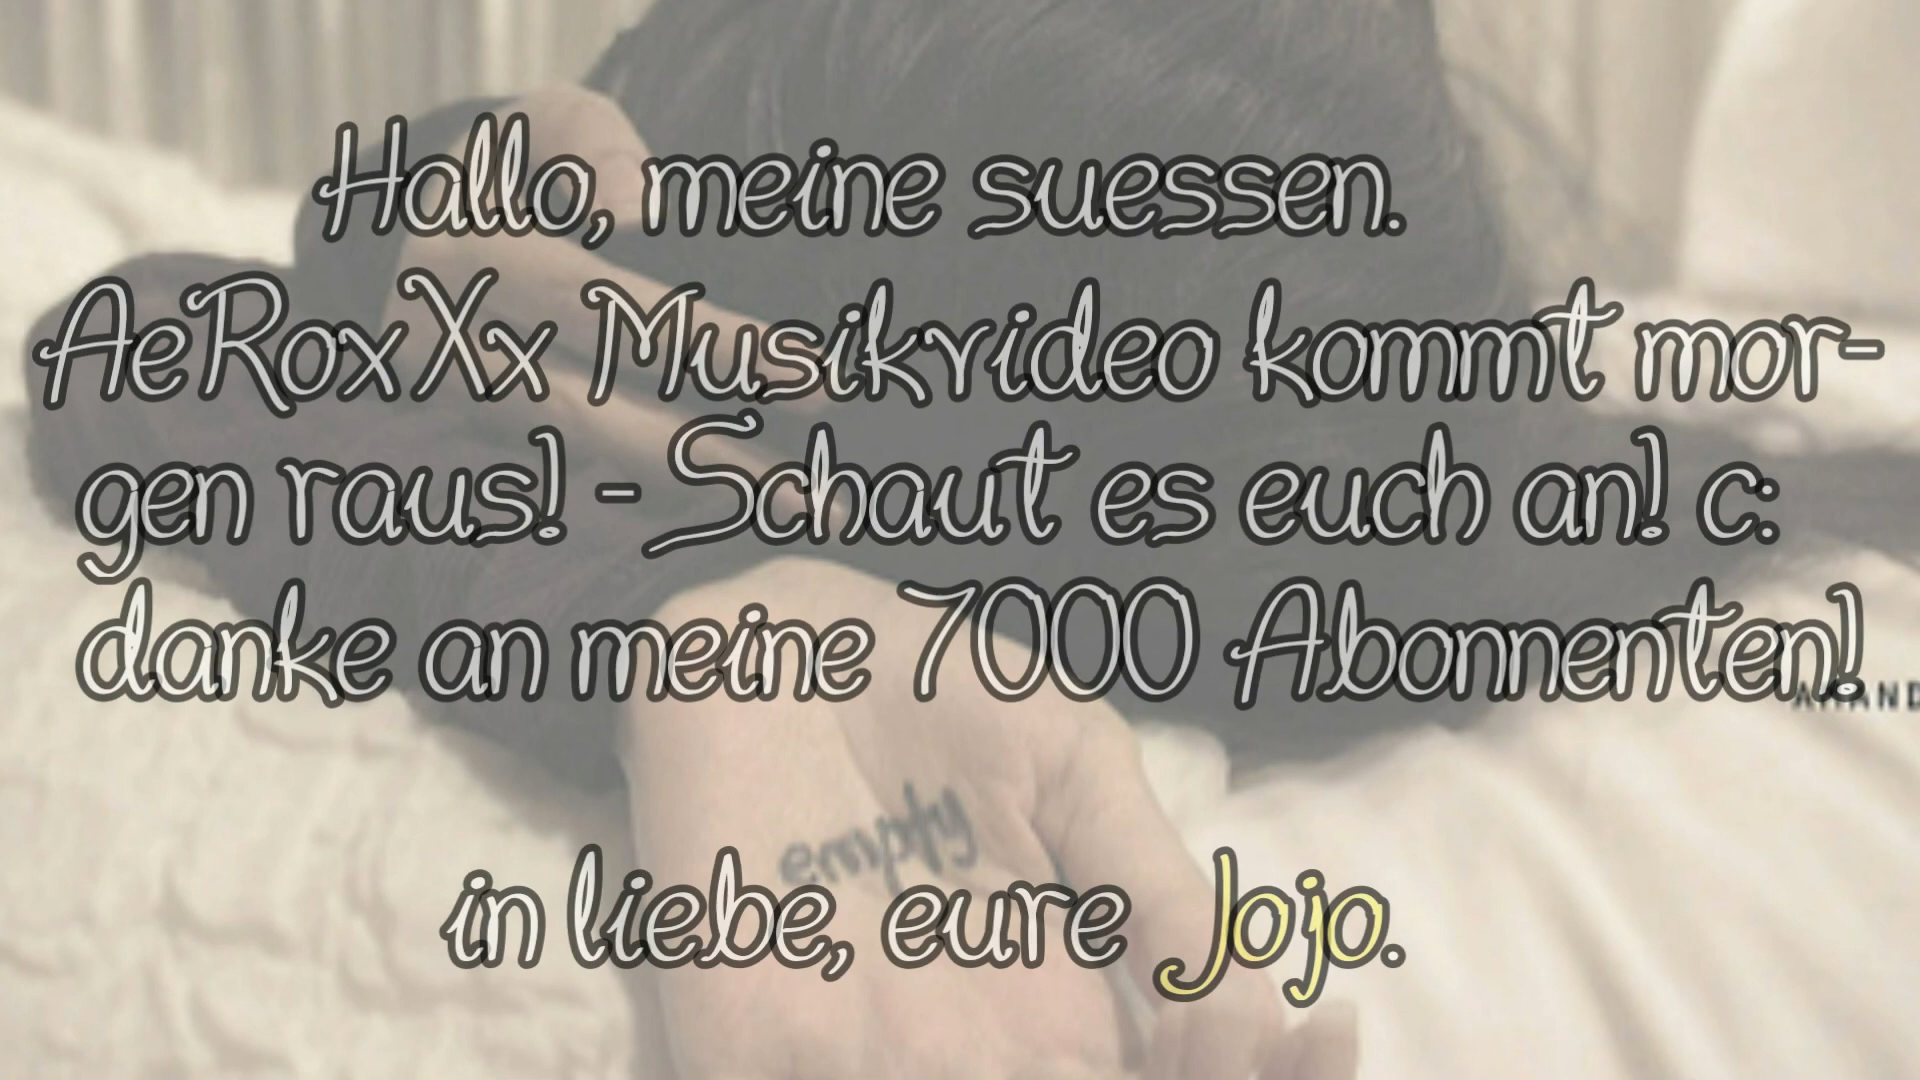 Hallo, meine suessen.
AeRoxXx Musikvideo kommt mor-
gen raus! - Schaut es euch an! c:
danke an meine 7000 Abonnenten!
empty
in liebe, eure Jojo.